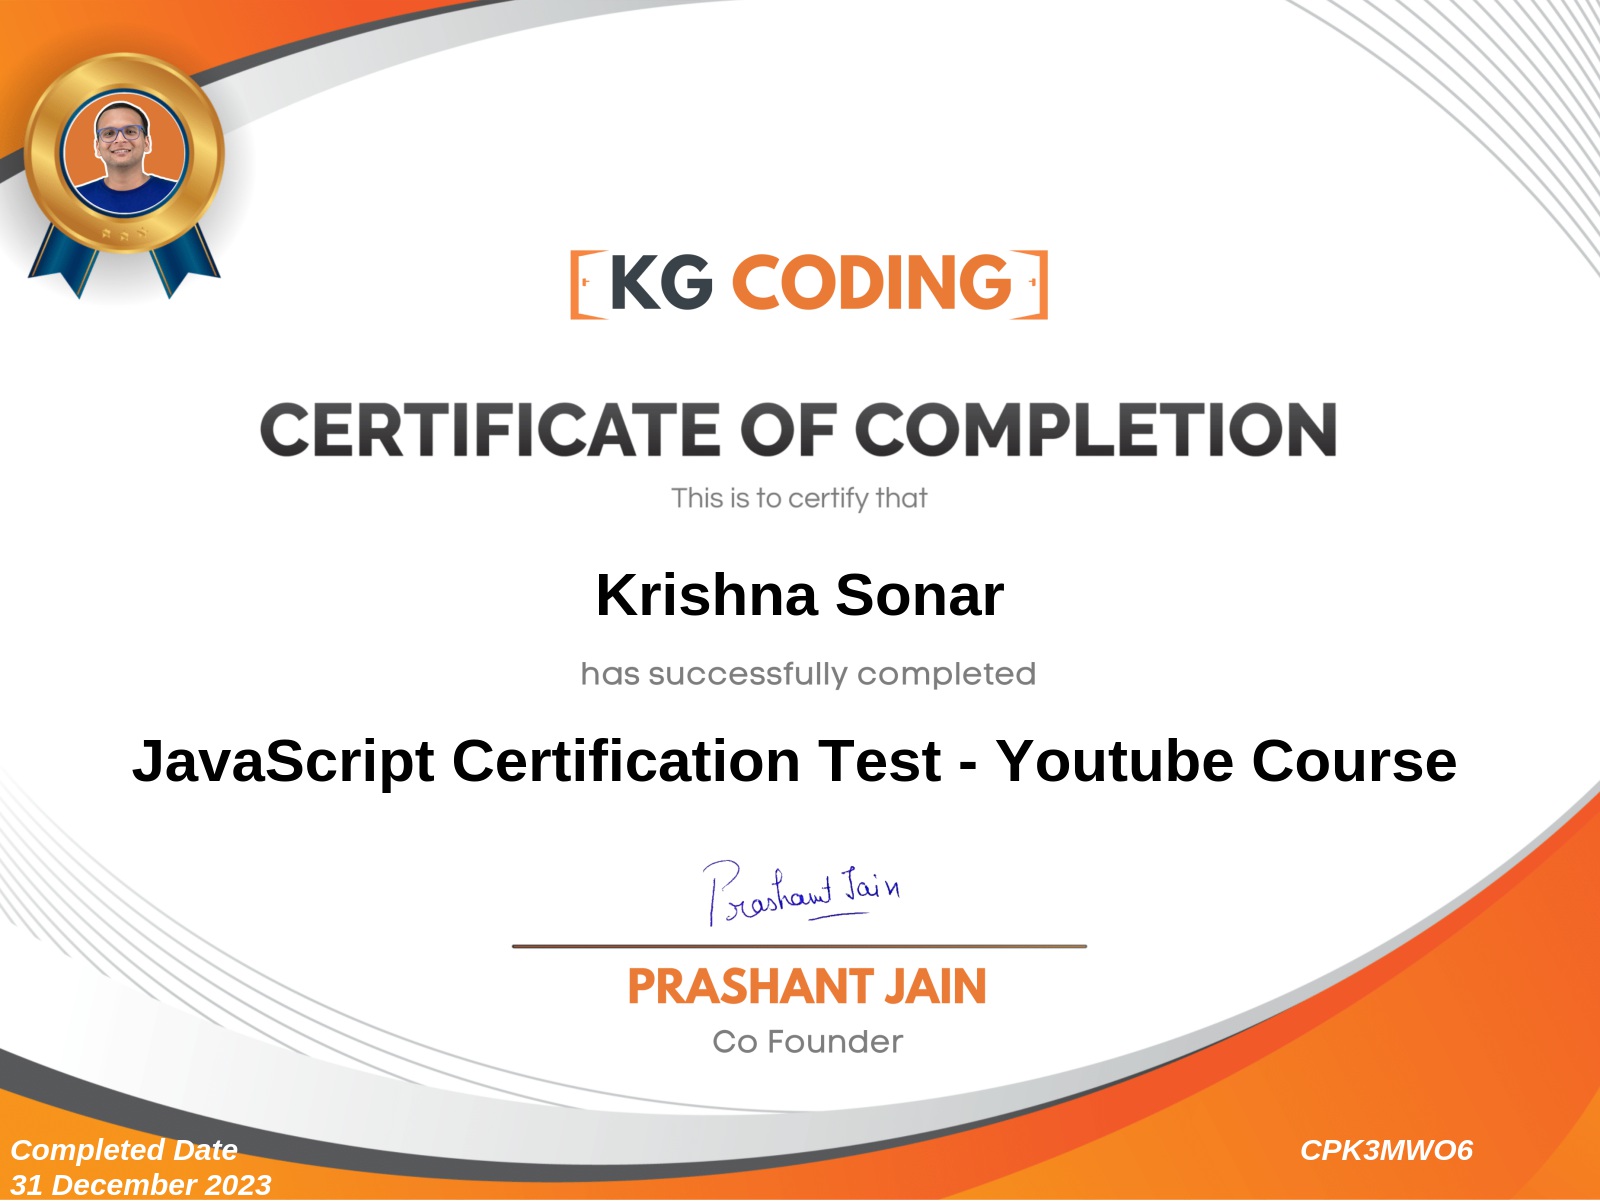 KG CODING
CERTIFICATE OF COMPLETION
This is to certify that
Krishna Sonar
has successfully completed
JavaScript Certification Test - Youtube Course
Prashant Jain
PRASHANT JAIN
Co Founder
Completed Date
31 December 2023
CPK3MWO6